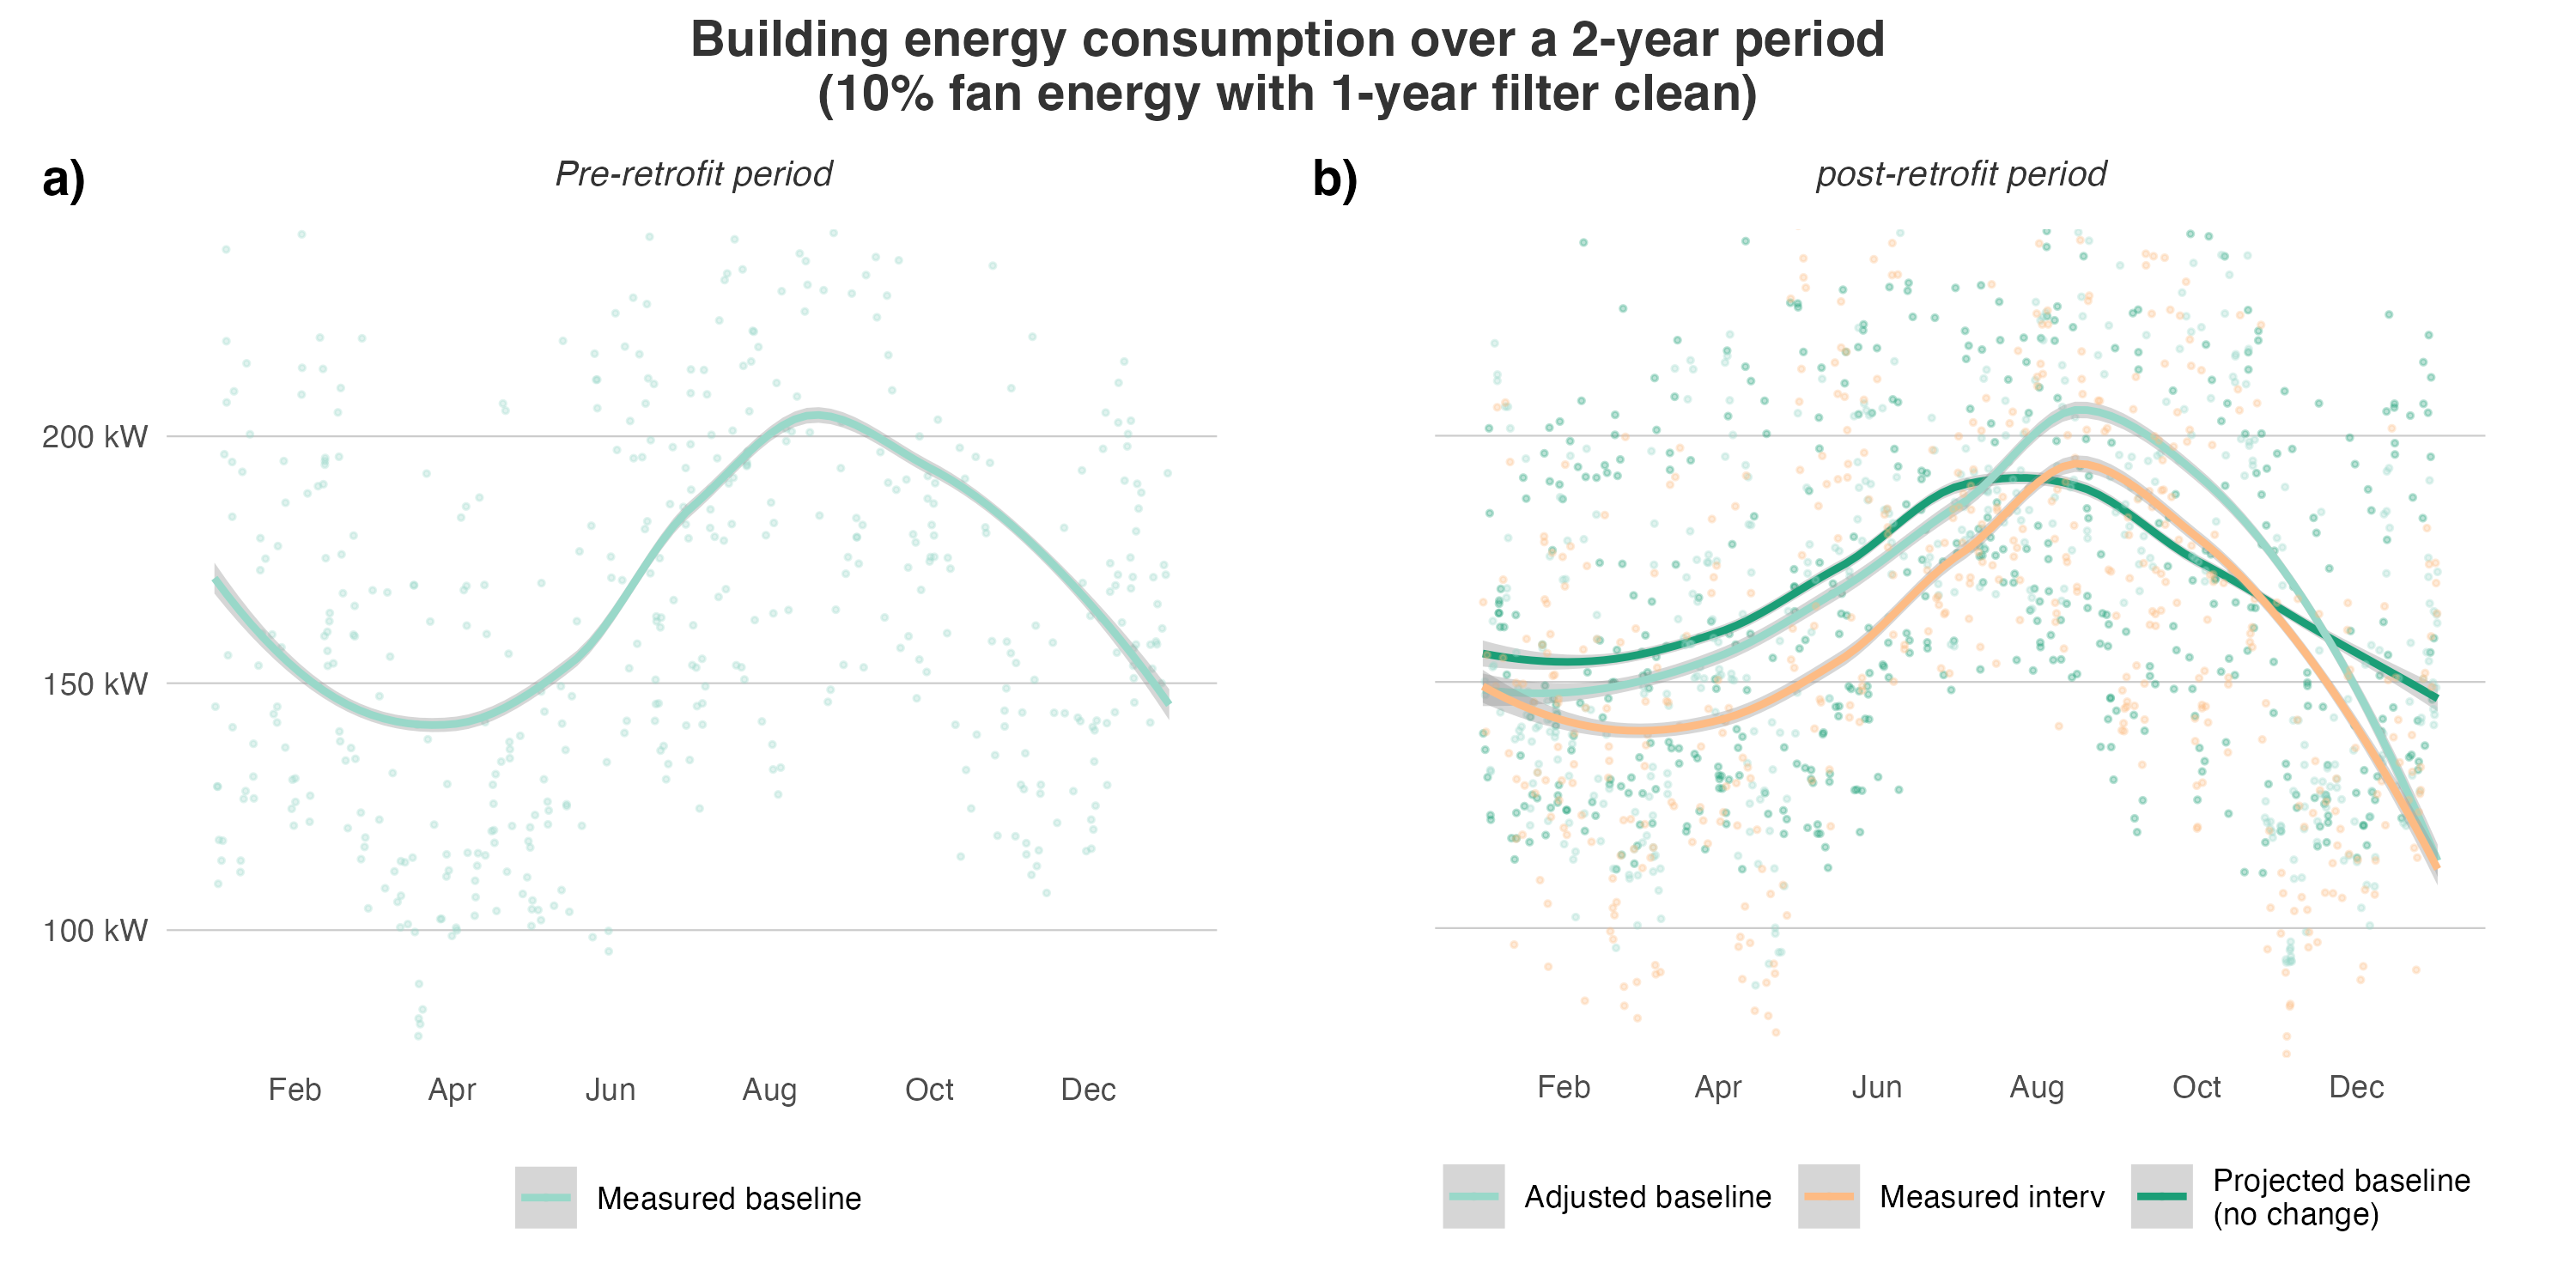 Building energy consumption over a 2-year period
(10% fan energy with 1-year filter clean)
a)
Pre-retrofit period
200 kW
150 kW
100 kW
Feb Apr Jun Aug Oct Dec
Measured baseline
b)
post-retrofit period
Feb Apr Jun Aug Oct Dec
Adjusted baseline
Measured interv
Projected baseline
(no change)